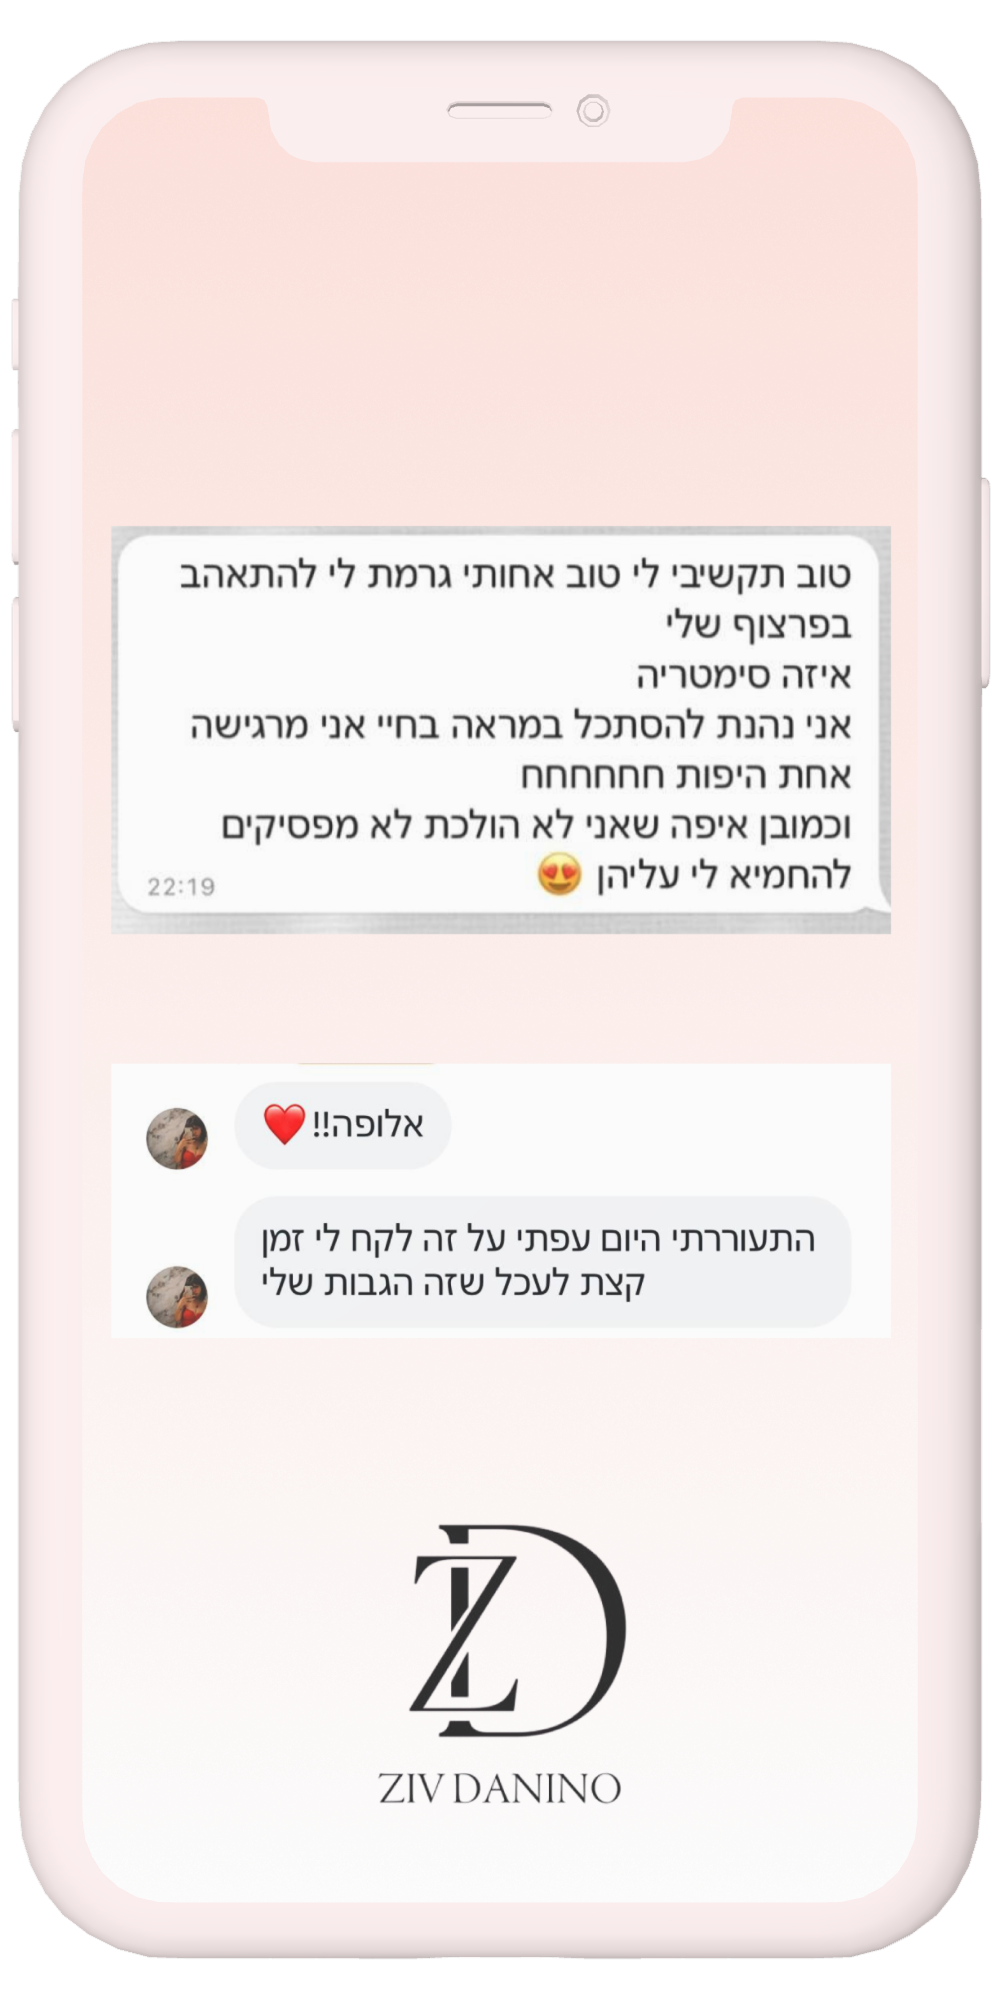 טוב תקשיבי לי טוב אחותי גרמת לי להתאהב
בפרצוף שלי
איזה סימטריה
אני נהנת להסתכל במראה בחיי אני מרגישה
אחת היפות חחחחחח
וכמובן איפה שאני לא הולכת לא מפסיקים
להחמיא לי עליהן 😍
22:19
אלופה!!❤️
התעוררתי היום עפתי על זה לקח לי זמן
קצת לעכל שזה הגבות שלי
ZD
ZIV DANINO